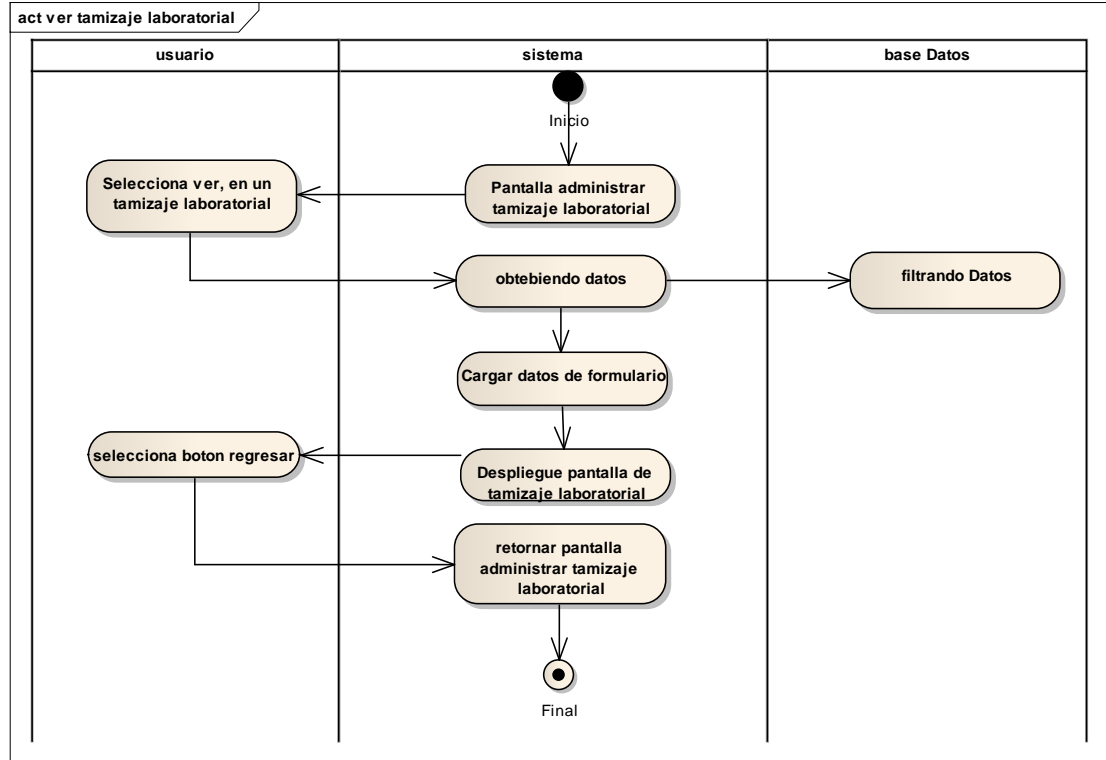 act ver tamizaje laboratorial
usuario
sistema
base Datos
Inicio
Selecciona ver, en un
tamizaje laboratorial
Pantalla administrar
tamizaje laboratorial
obtebiendo datos
filtrando Datos
Cargar datos de formulario
selecciona boton regresar
Despliegue pantalla de
tamizaje laboratorial
retornar pantalla
administrar tamizaje
laboratorial
Final